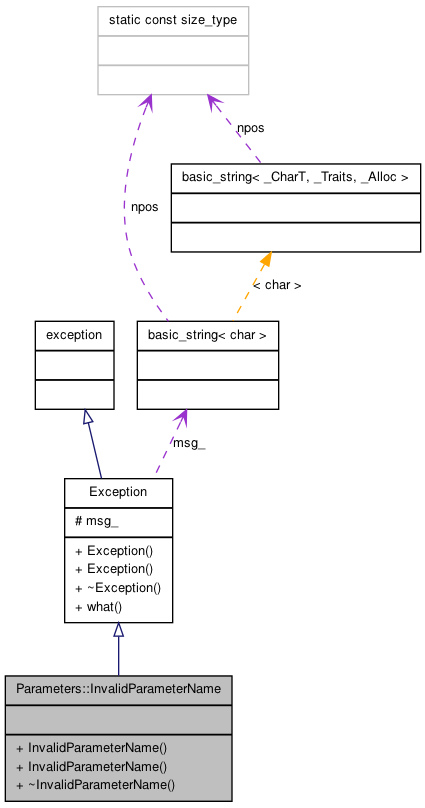 static const size_type
npos
basic_string< _CharT, _Traits, _Alloc >
npos
< char >
exception
basic_string< char >
msg_
Exception
# msg_
+ Exception()
+ Exception()
+ ~Exception()
+ what()
Parameters::InvalidParameterName
+ InvalidParameterName()
+ InvalidParameterName()
+ ~InvalidParameterName()